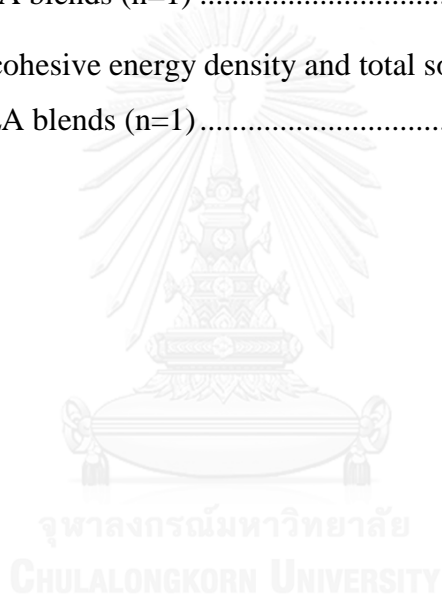 A blends (n=1) ..........................................
cohesive energy density and total so
A blends (n=1) ..........................................
จุฬาลงกรณ์มหาวิทยาลัย
CHULALONGKORN UNIVERSITY